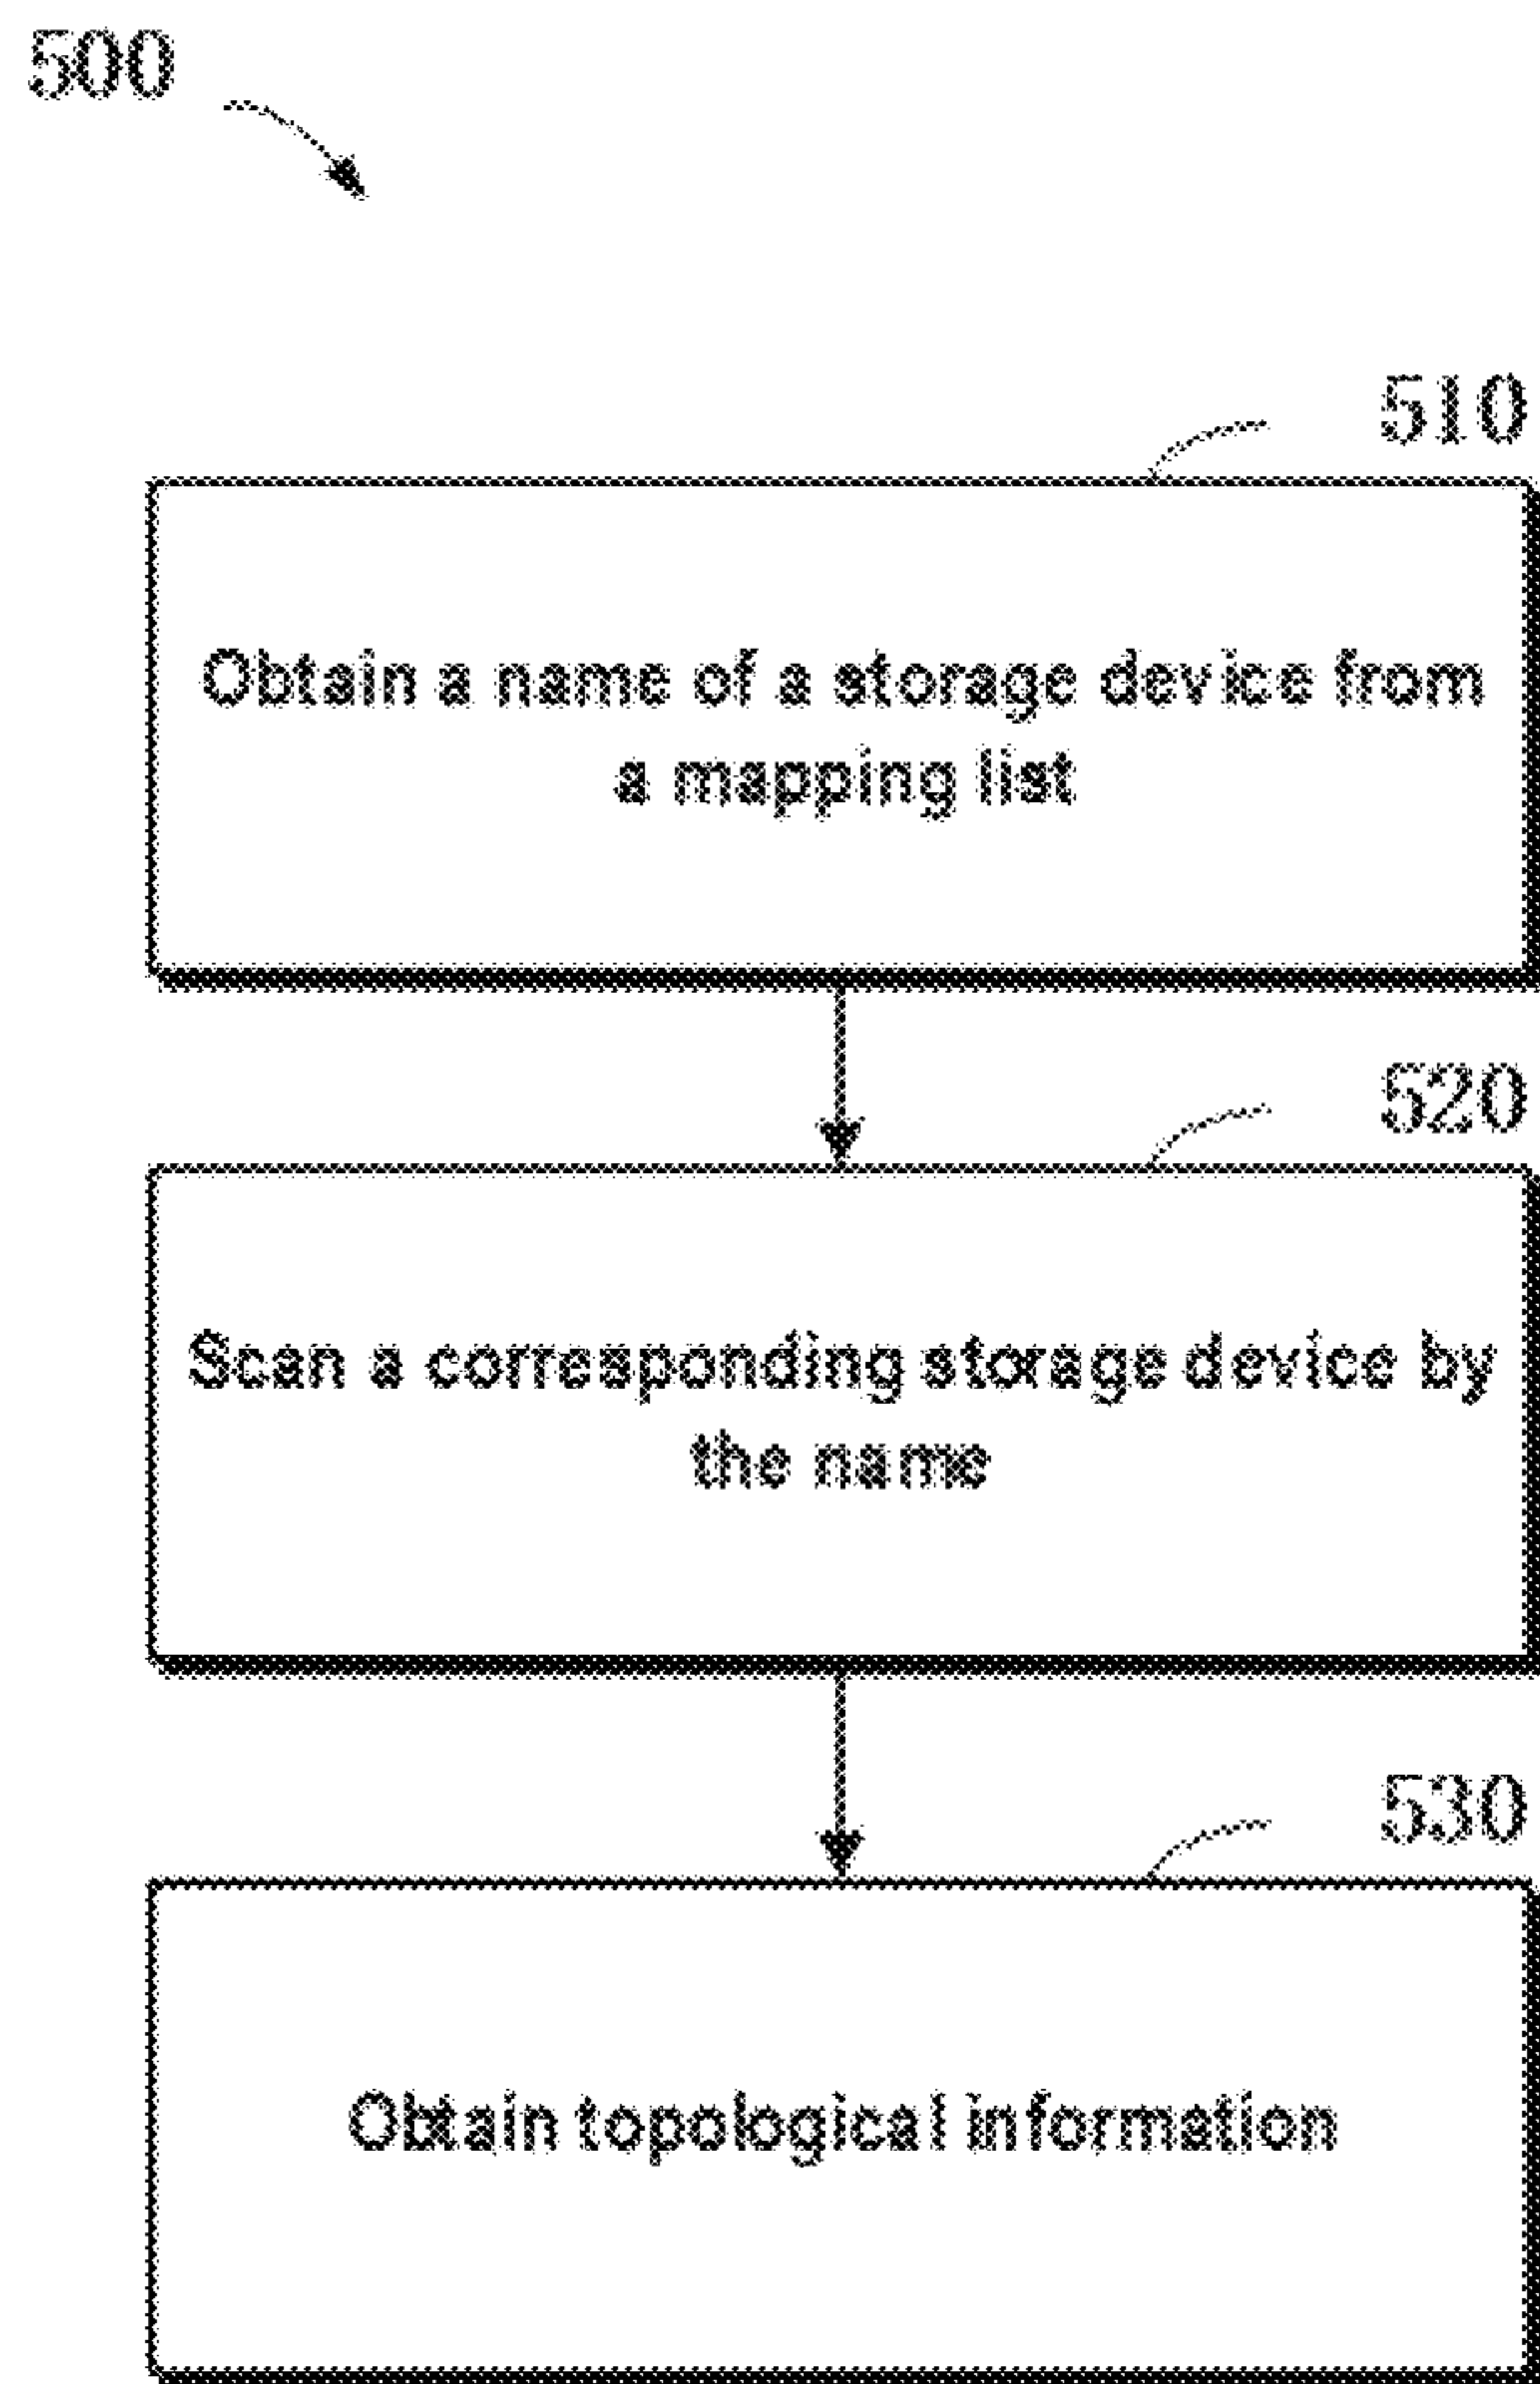 500
510
Obtain a name of a storage device from
a mapping list
520
Scan a corresponding storage device by
the name
530
Obtain topological information